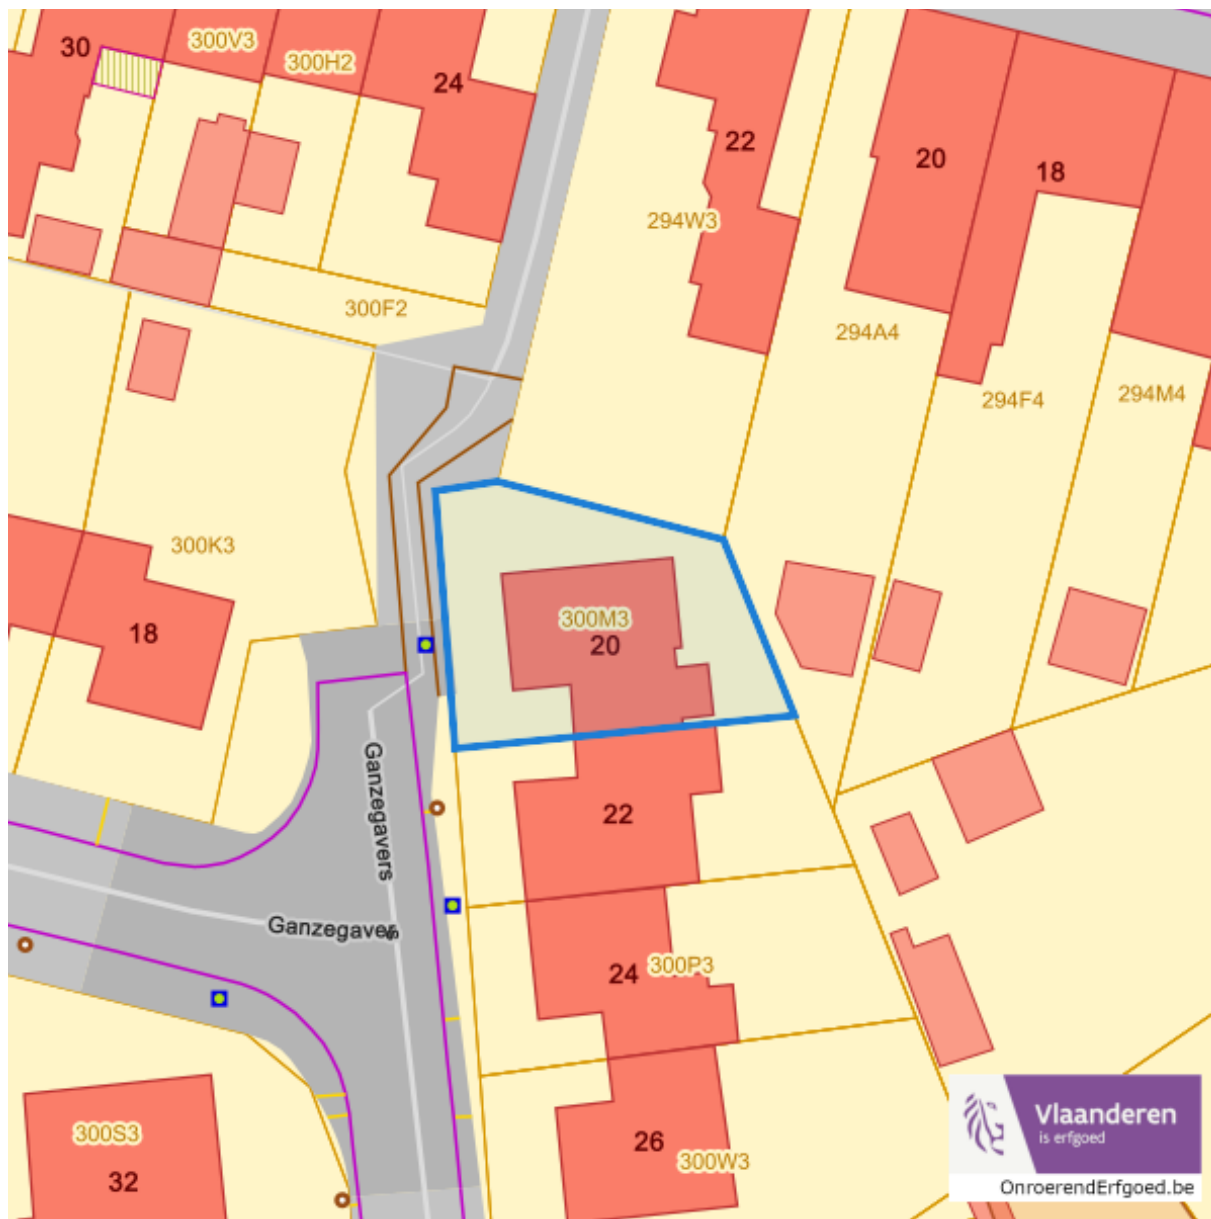 30
300V3
300H2
24
22
20
18
294W3
300F2
294A4
294F4
294M4
300K3
18
300M3
20
22
Ganzegavers
Ganzegavers
24
300P3
26
300W3
300S3
32
Vlaanderen
is erfgoed
OnroerendErfgoed.be